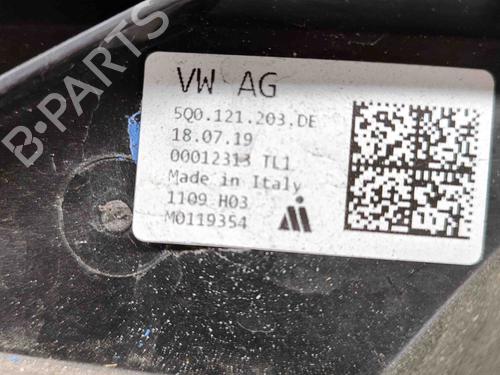 VW AG
5Q0.121.203.DE
18.07.19
00012313 TL1
Made in Italy
1109 H03
M0119354
B-PARTS